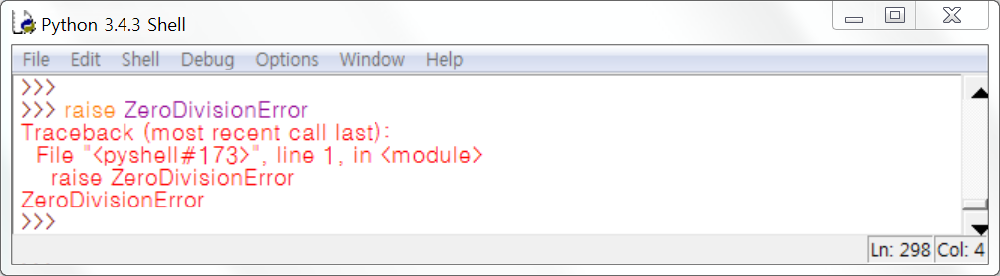 Python 3.4.3 Shell
File Edit Shell Debug Options Window Help
>>>
>>> raise ZeroDivisionError
Traceback (most recent call last):
  File "<pyshell#173>", line 1, in <module>
    raise ZeroDivisionError
ZeroDivisionError
>>>
Ln: 298 Col: 4